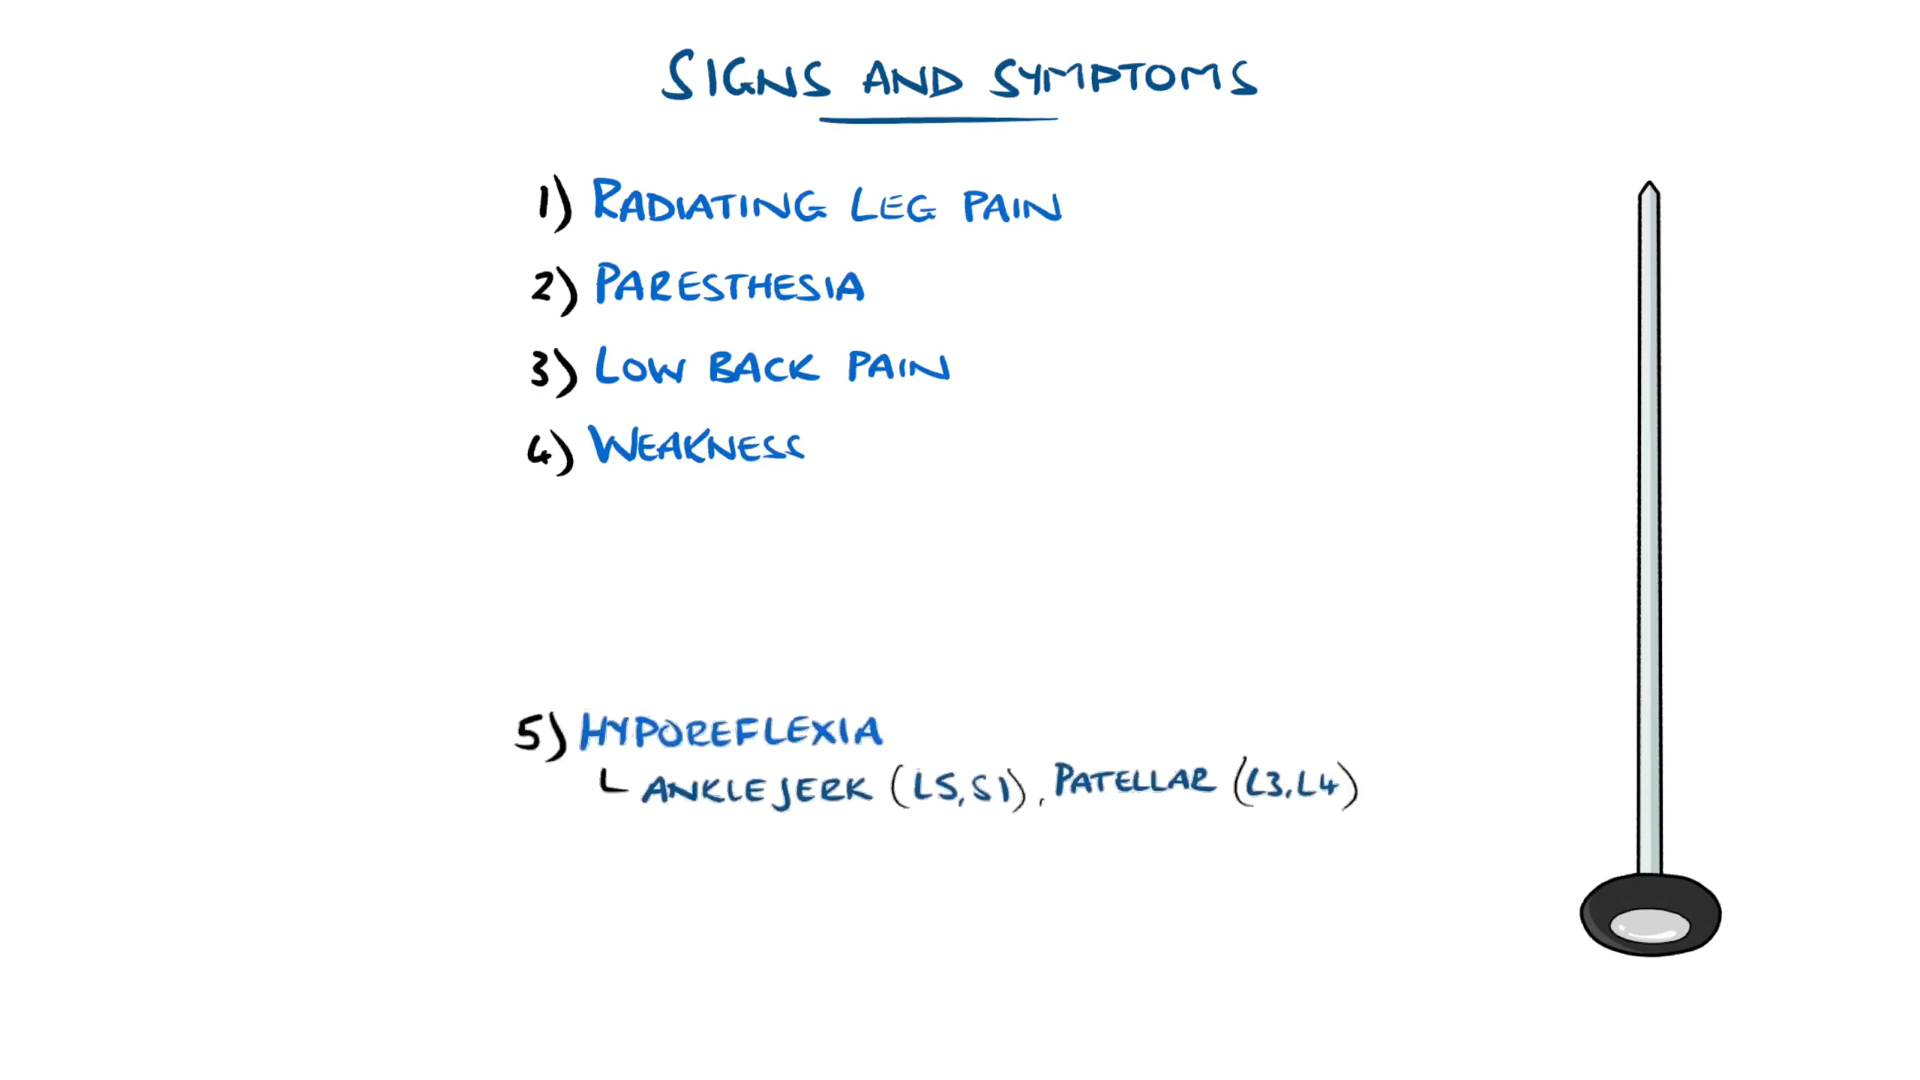 SIGNS AND SYMPTOMS
1) RADIATING LEG PAIN
2) PARESTHESIA
3) LOW BACK PAIN
4) WEAKNESS
5) HYPOREFLEXIA
ANKLE JERK (L5,S1), PATELLAR (L3,L4)